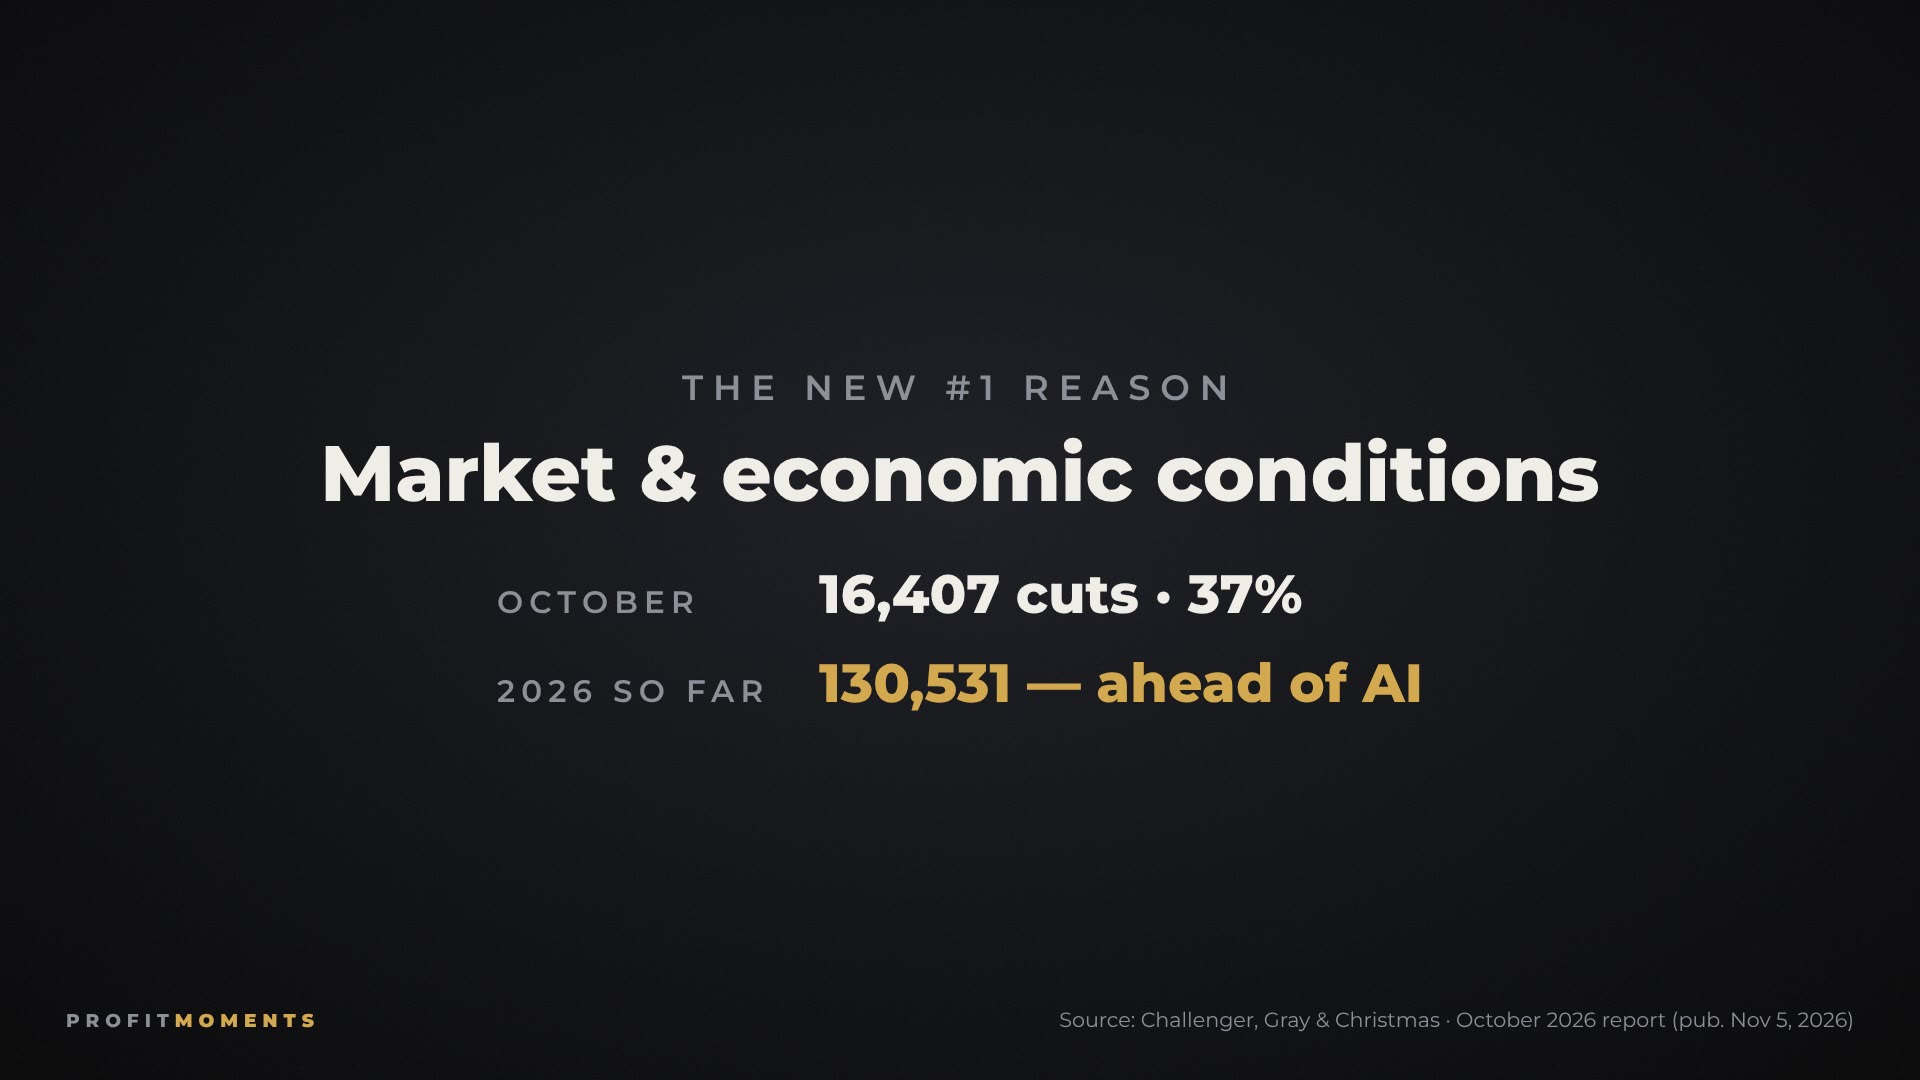 THE NEW #1 REASON
Market & economic conditions
OCTOBER 16,407 cuts · 37%
2026 SO FAR 130,531 — ahead of AI
PROFITMOMENTS
Source: Challenger, Gray & Christmas · October 2026 report (pub. Nov 5, 2026)